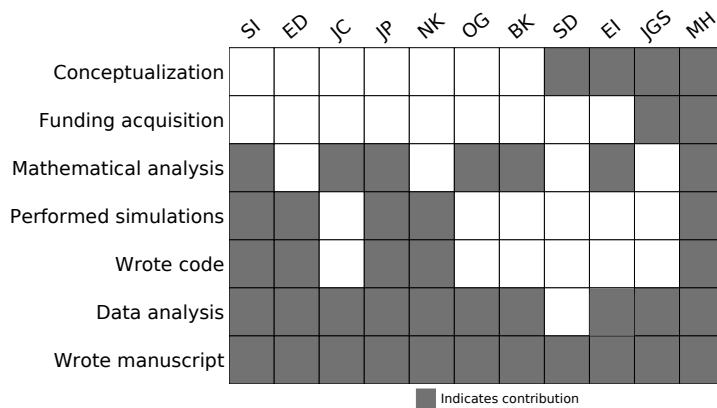 SI ED JC JP NK OG BK SD EI JGS MH
Conceptualization
Funding acquisition
Mathematical analysis
Performed simulations
Wrote code
Data analysis
Wrote manuscript
Indicates contribution